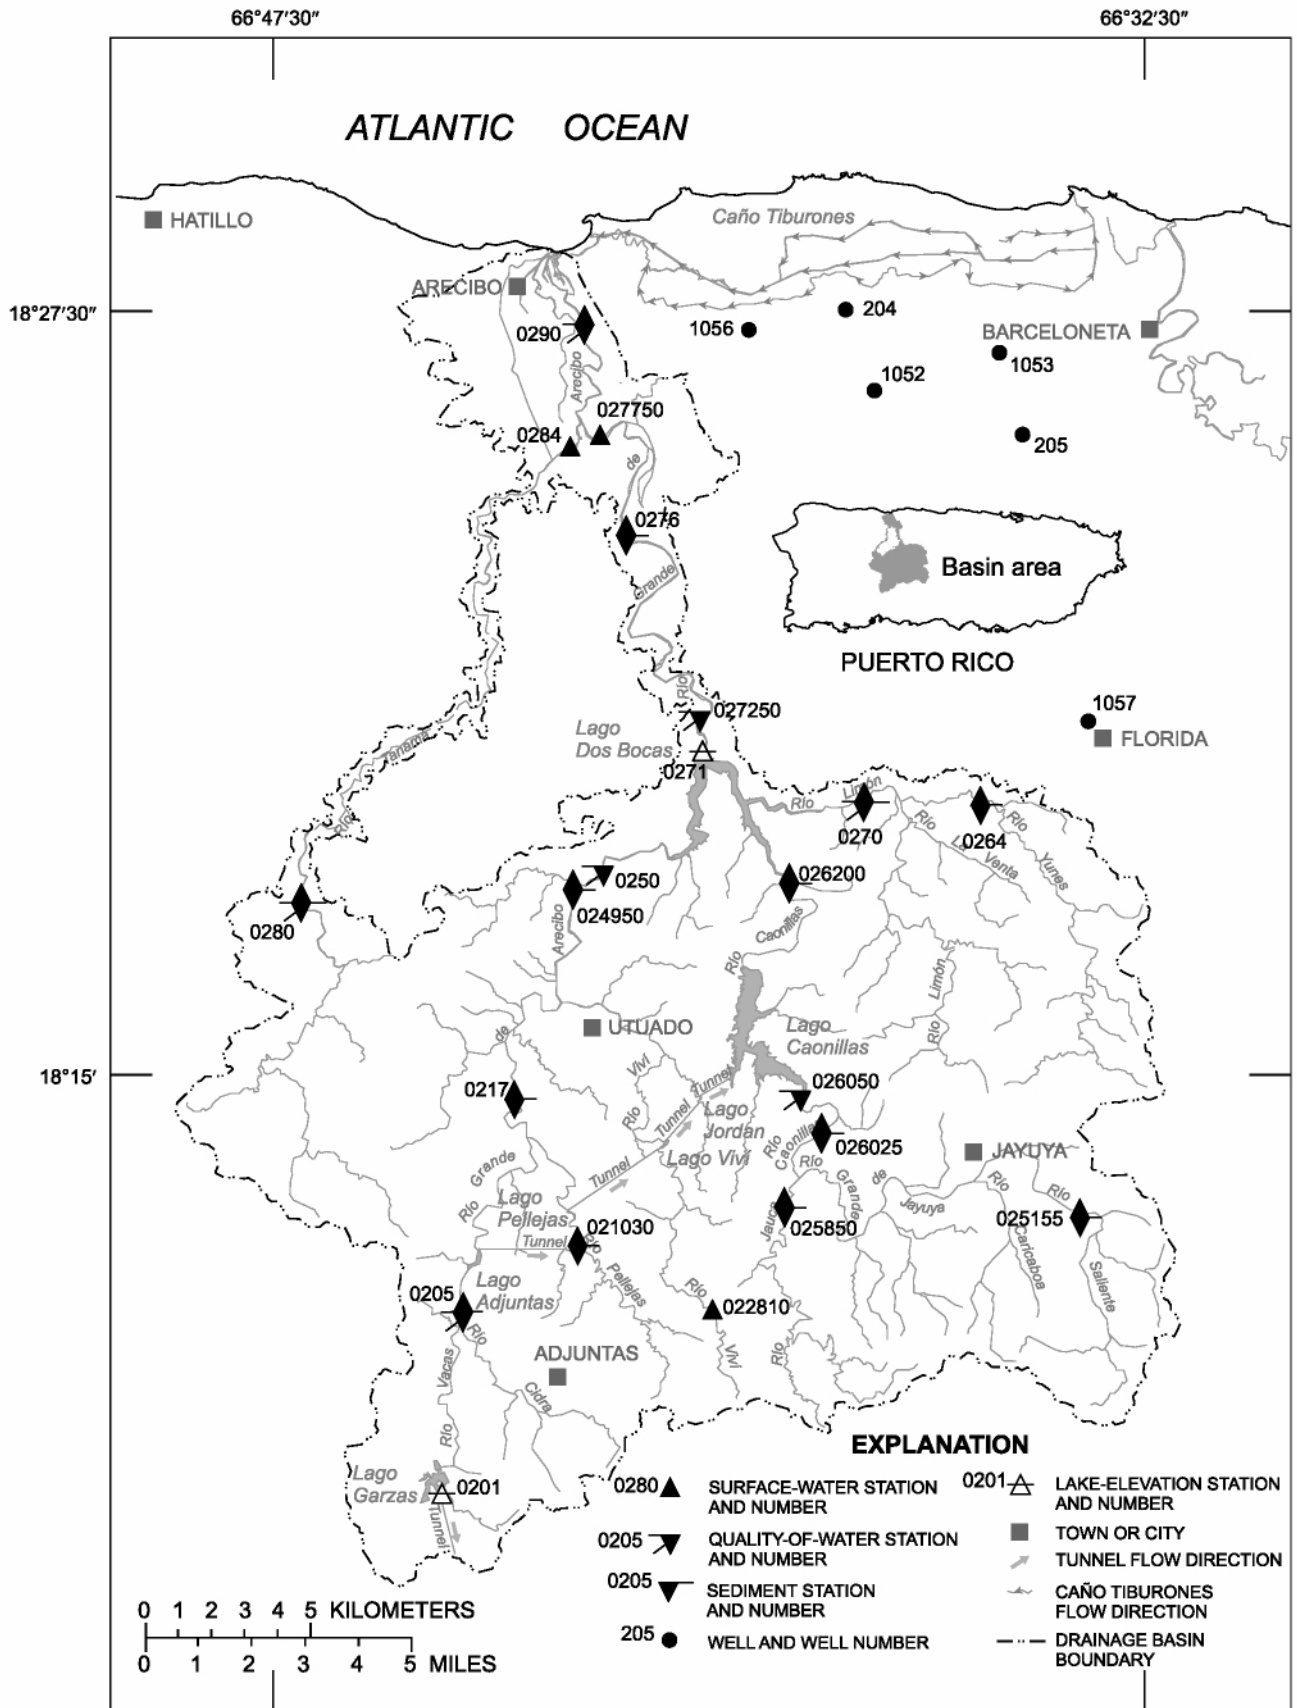 66°47'30"
66°32'30"
ATLANTIC OCEAN
Caño Tiburones
HATILLO
ARECIBO
18°27'30"
0290
1056
204
BARCELONETA
1053
1052
Arecibo
027750
0284
205
de
0276
Grande
Basin area
PUERTO RICO
Río
027250
1057
Lago
Dos Bocas
FLORIDA
0271
Tanamá
Río
Río
Limón
0270
0264
Río
La
Venta
Río
Yunes
0250
026200
024950
0280
Arecibo
Caonillas
Río
Limón
Río
UTUADO
Lago
Caonillas
de
18°15'
Viví
Río
Tunnel
026050
0217
Tunnel
Lago
Jordan
Caonillas
Río
026025
Lago Viví
JAYUYA
Grande
Río
Tunnel
Río
Grande
de
Jayuya
Río
Río
Lago
Pellejas
021030
Jauca
025850
025155
Tunnel
Río
Pellejas
Caricaboa
Saliente
Lago
Adjuntas
0205
Río
Río
022810
Viví
Río
ADJUNTAS
Vacas
Río
Cidra
Lago
Garzas
0201
Tunnel
EXPLANATION
0280 SURFACE-WATER STATION
AND NUMBER
0205 QUALITY-OF-WATER STATION
AND NUMBER
0205 SEDIMENT STATION
AND NUMBER
205 WELL AND WELL NUMBER
0201 LAKE-ELEVATION STATION
AND NUMBER
TOWN OR CITY
TUNNEL FLOW DIRECTION
CAÑO TIBURONES
FLOW DIRECTION
DRAINAGE BASIN
BOUNDARY
0 1 2 3 4 5 KILOMETERS
0 1 2 3 4 5 MILES